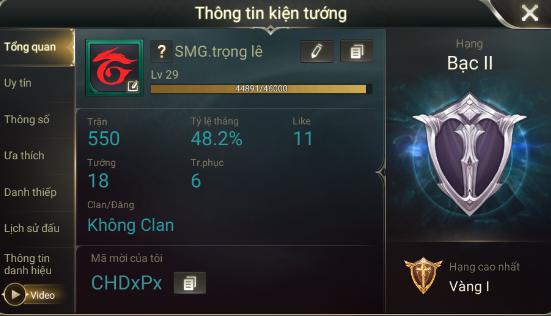 Thông tin kiện tướng
Tổng quan
Uy tín
Thông số
Ưa thích
Danh thiếp
Lịch sử đấu
Thông tin
danh hiệu
Video
? SMG.trọng lê
Lv 29
44891/46000
Trận Tỷ lệ thắng Like
550 48.2% 11
Tướng Tr.phục
18 6
Clan/Đẳng
Không Clan
Mã mời của tôi
CHDxPx
Hạng
Bạc II
Hạng cao nhất
Vàng I